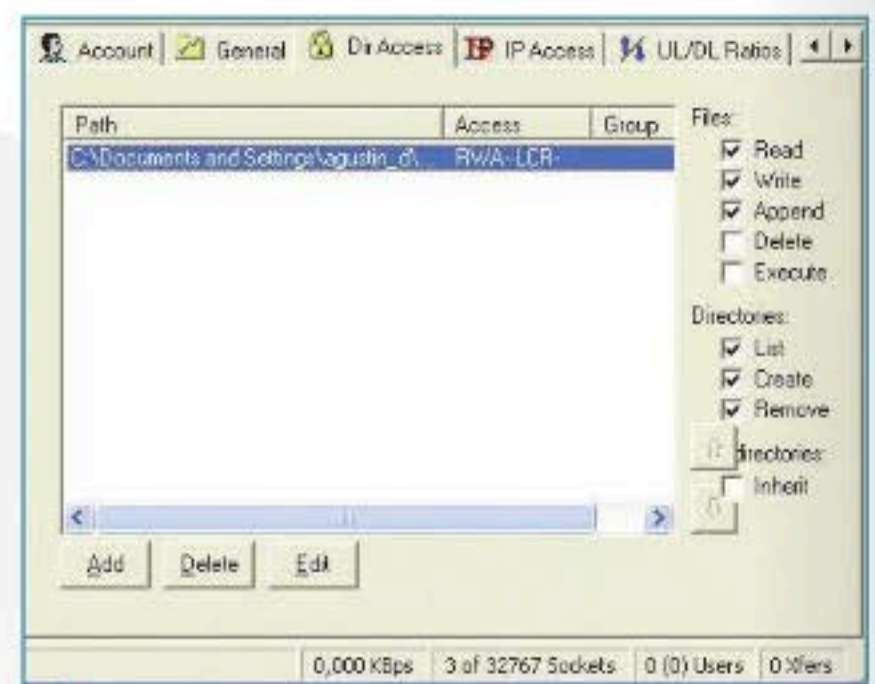 Account General Dir Access IP Access UL/DL Ratios
Path Access Group
C:\Documents and Settings\agustin_d\... RWA--LCR-
Files:
Read
Write
Append
Delete
Execute
Directories:
List
Create
Remove
directories:
Inherit
Add Delete Edit
0,000 KBps 3 of 32767 Sockets 0 (0) Users 0 Xfers